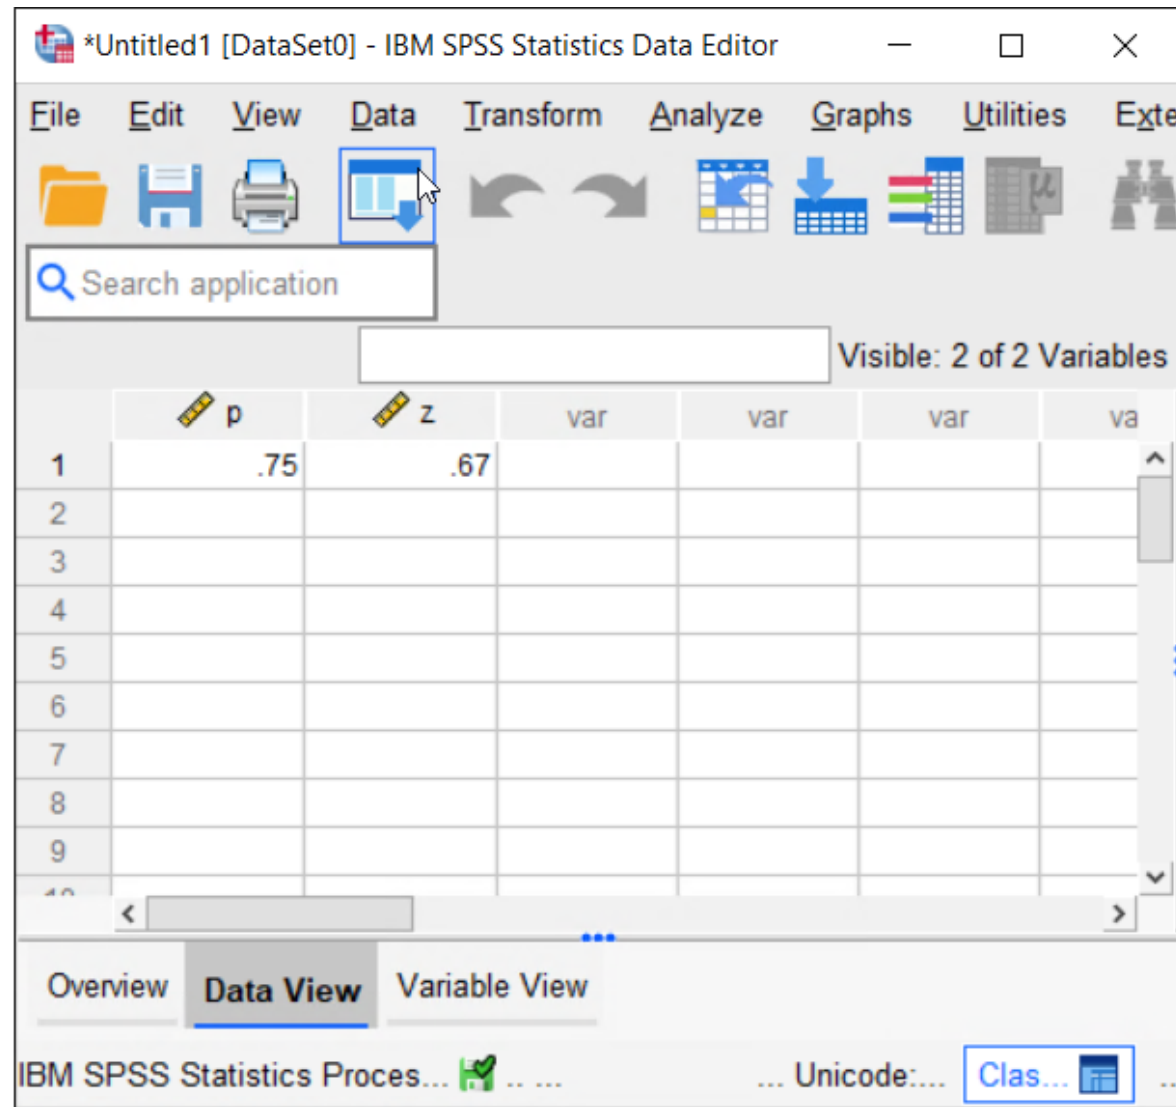 *Untitled1 [DataSet0] - IBM SPSS Statistics Data Editor
File Edit View Data Transform Analyze Graphs Utilities Exte
Search application
Visible: 2 of 2 Variables
p z var var var va
1 .75 .67
2
3
4
5
6
7
8
9
Overview Data View Variable View
IBM SPSS Statistics Proces... .. ... ... Unicode:... Clas... ..